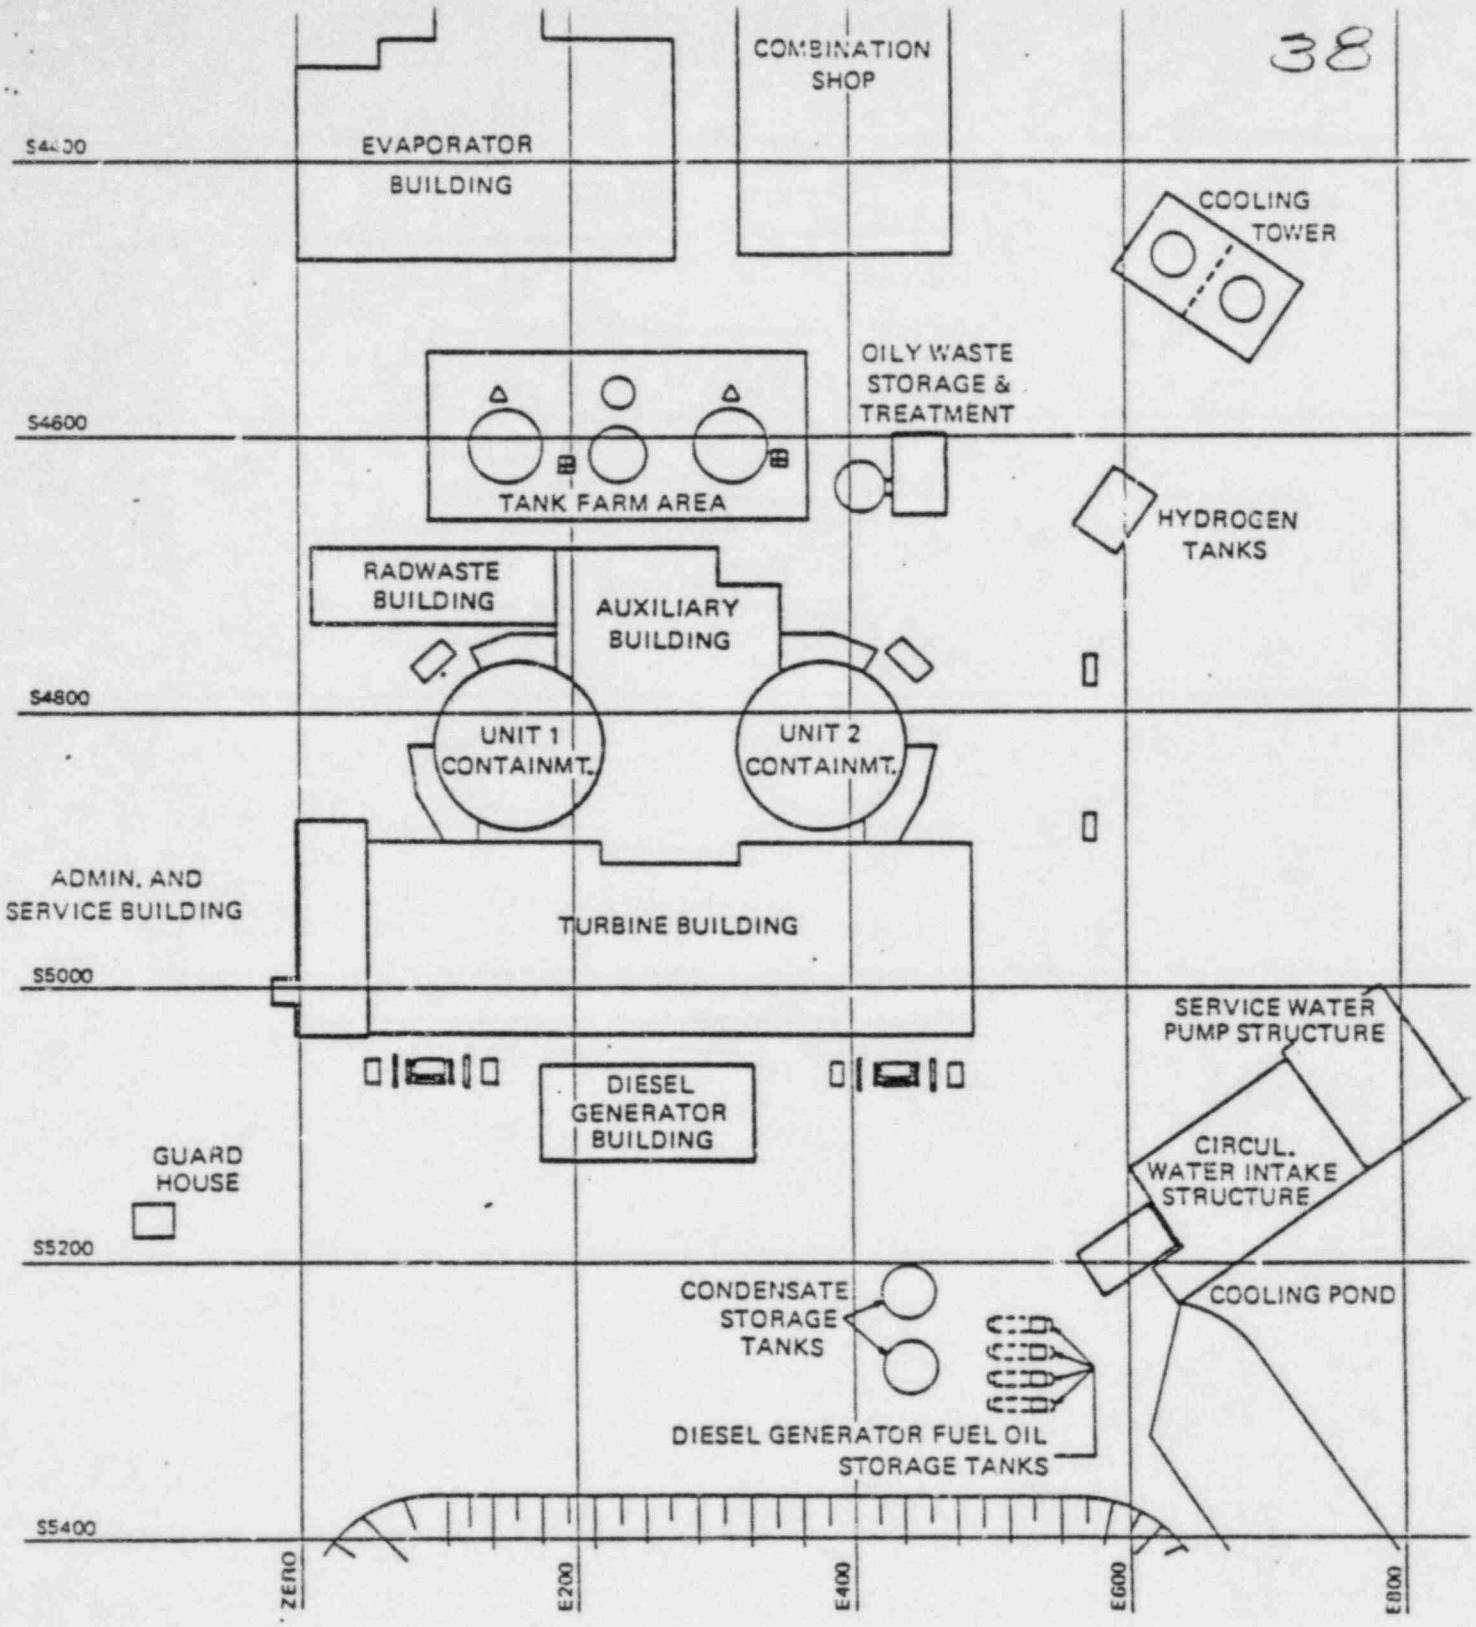 38
COMBINATION
SHOP
S4400
EVAPORATOR
BUILDING
COOLING
TOWER
OILY WASTE
STORAGE &
TREATMENT
S4600
TANK FARM AREA
HYDROGEN
TANKS
RADWASTE
BUILDING
AUXILIARY
BUILDING
S4800
UNIT 1
CONTAINMT.
UNIT 2
CONTAINMT.
ADMIN. AND
SERVICE BUILDING
TURBINE BUILDING
S5000
SERVICE WATER
PUMP STRUCTURE
DIESEL
GENERATOR
BUILDING
GUARD
HOUSE
CIRCUL.
WATER INTAKE
STRUCTURE
S5200
CONDENSATE
STORAGE
TANKS
COOLING POND
DIESEL GENERATOR FUEL OIL
STORAGE TANKS
S5400
ZERO
E200
E400
E600
E800